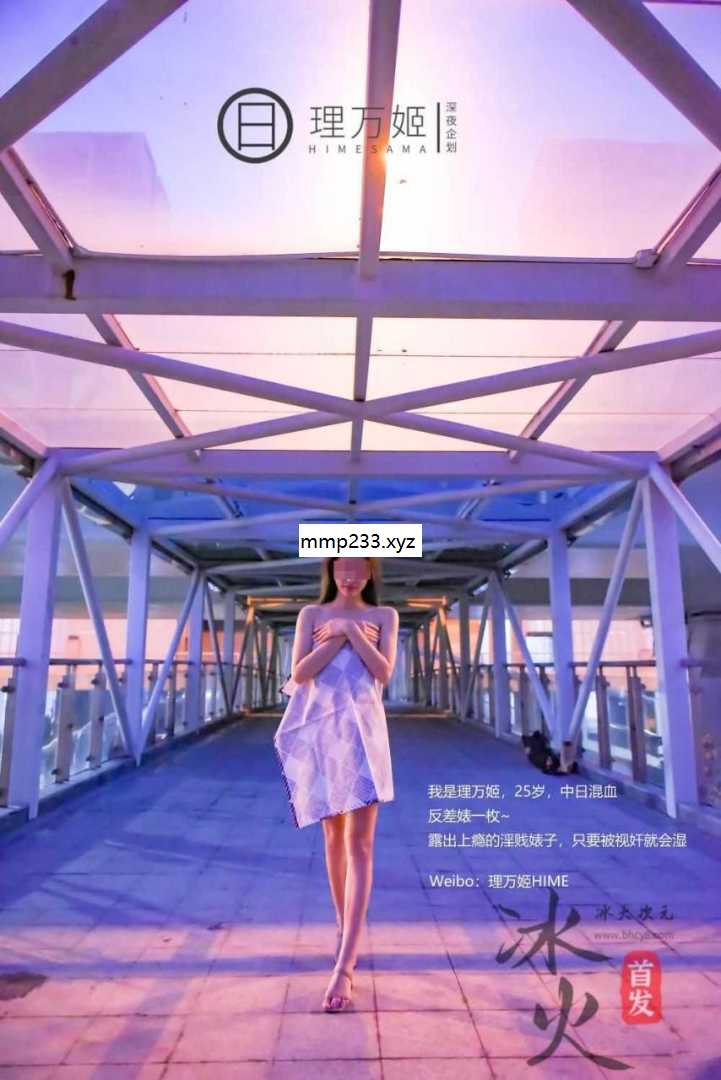 日 理万姬 深夜企划
HIMESAMA
mmp233.xyz
我是理万姬，25岁，中日混血
反差婊一枚~
露出上瘾的淫贱婊子，只要被视奸就会湿
Weibo：理万姬HIME
冰火次元
www.bhcy8.com
冰火
首发